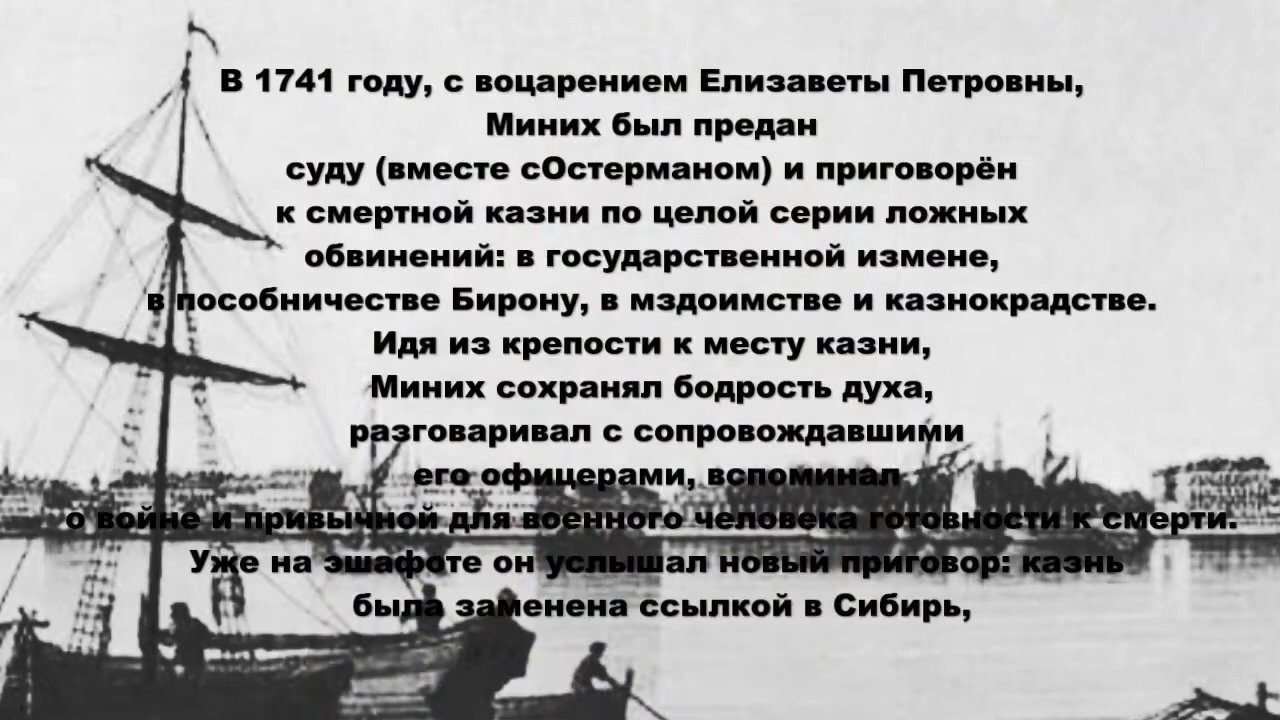 В 1741 году, с воцарением Елизаветы Петровны,
Миних был предан
суду (вместе сОстерманом) и приговорён
к смертной казни по целой серии ложных
обвинений: в государственной измене,
в пособничестве Бирону, в мздоимстве и казнокрадстве.
Идя из крепости к месту казни,
Миних сохранял бодрость духа,
разговаривал с сопровождавшими
его офицерами, вспоминал
о войне и привычной для военного человека готовности к смерти.
Уже на эшафоте он услышал новый приговор: казнь
была заменена ссылкой в Сибирь,